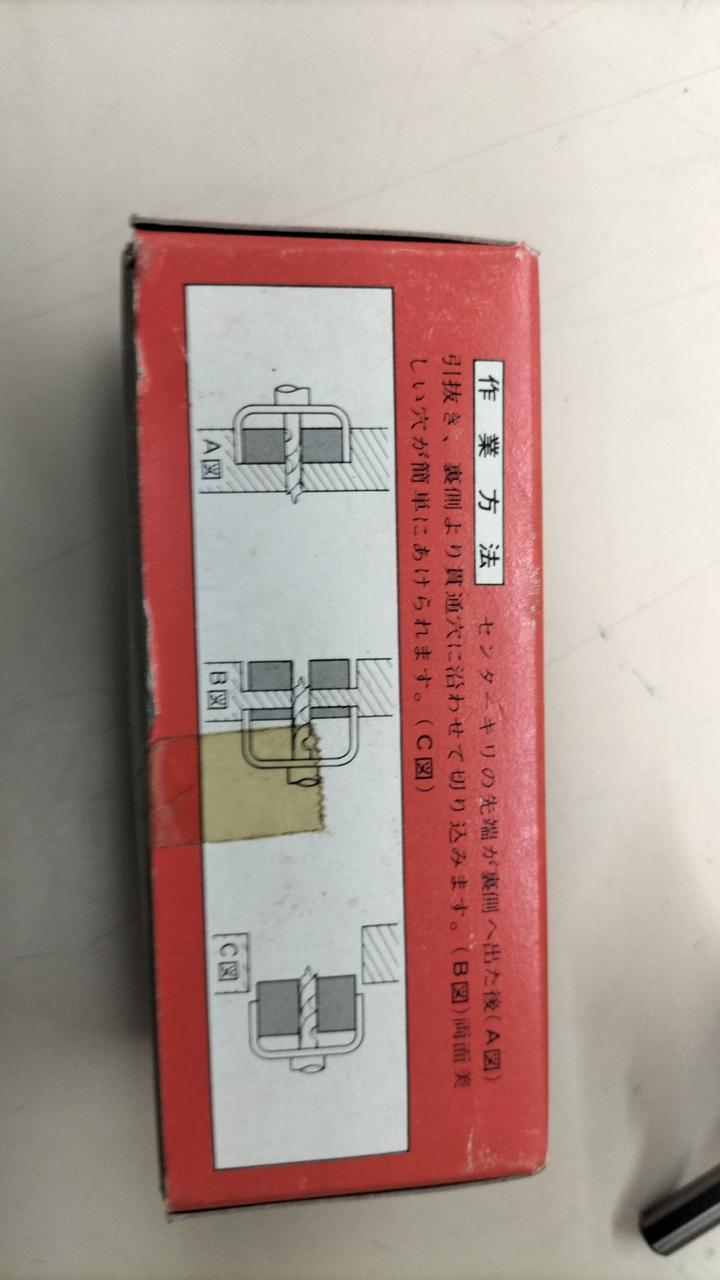 作業方法 センターキリの先端が裏側へ出た後(A図)
引抜き、裏側より貫通穴に沿わせて切り込みます。(B図)両面美
しい穴が簡単にあけられます。(C図)
A図
B図
C図